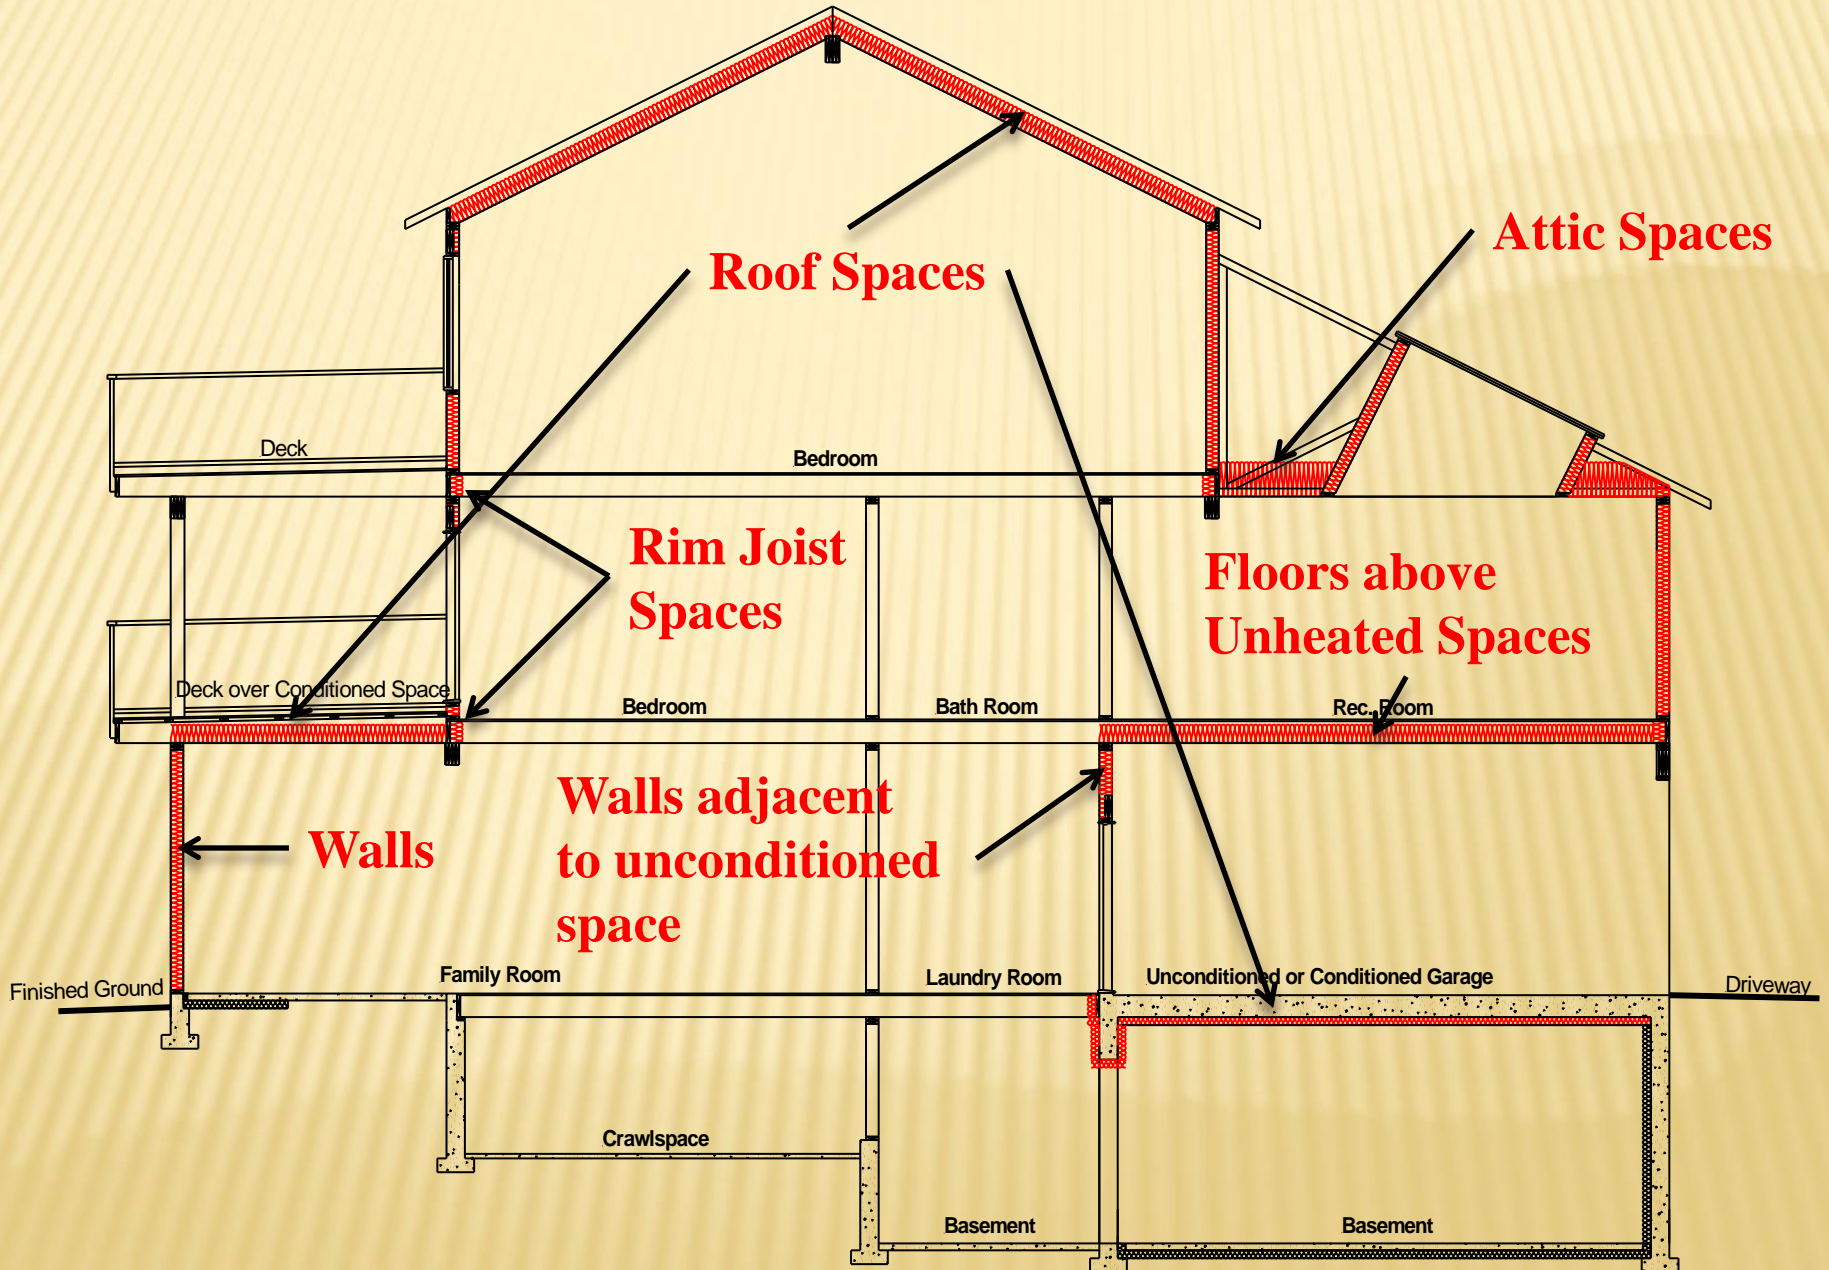 Attic Spaces
Roof Spaces
Deck
Bedroom
Rim Joist
Spaces
Floors above
Unheated Spaces
Deck over Conditioned Space
Bedroom
Bath Room
Rec. Room
Walls adjacent
to unconditioned
space
Walls
Finished Ground
Family Room
Laundry Room
Unconditioned or Conditioned Garage
Driveway
Crawlspace
Basement
Basement